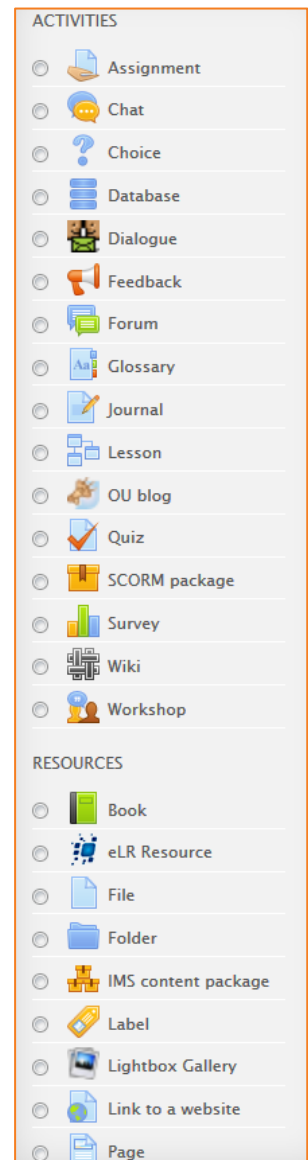 ACTIVITIES
Assignment
Chat
Choice
Database
Dialogue
Feedback
Forum
Aa Glossary
Journal
Lesson
OU blog
Quiz
SCORM package
Survey
Wiki
Workshop
RESOURCES
Book
eLR Resource
File
Folder
IMS content package
Label
Lightbox Gallery
Link to a website
Page